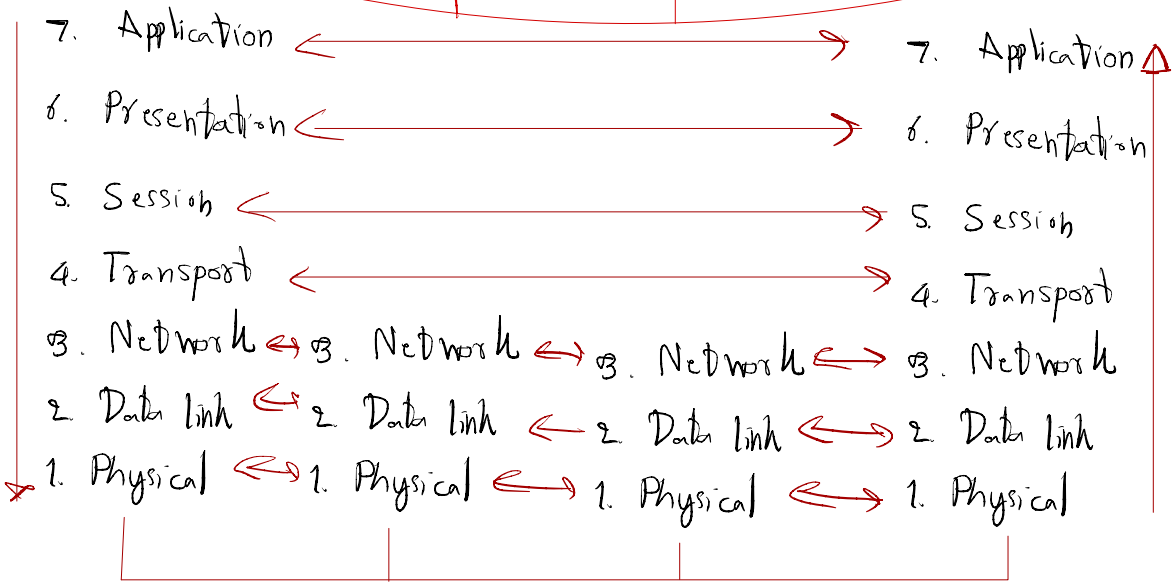 7. Application 7. Application
6. Presentation 6. Presentation
5. Session 5. Session
4. Transport 4. Transport
3. Network 3. Network 3. Network 3. Network
2. Data link 2. Data link 2. Data link 2. Data link
1. Physical 1. Physical 1. Physical 1. Physical